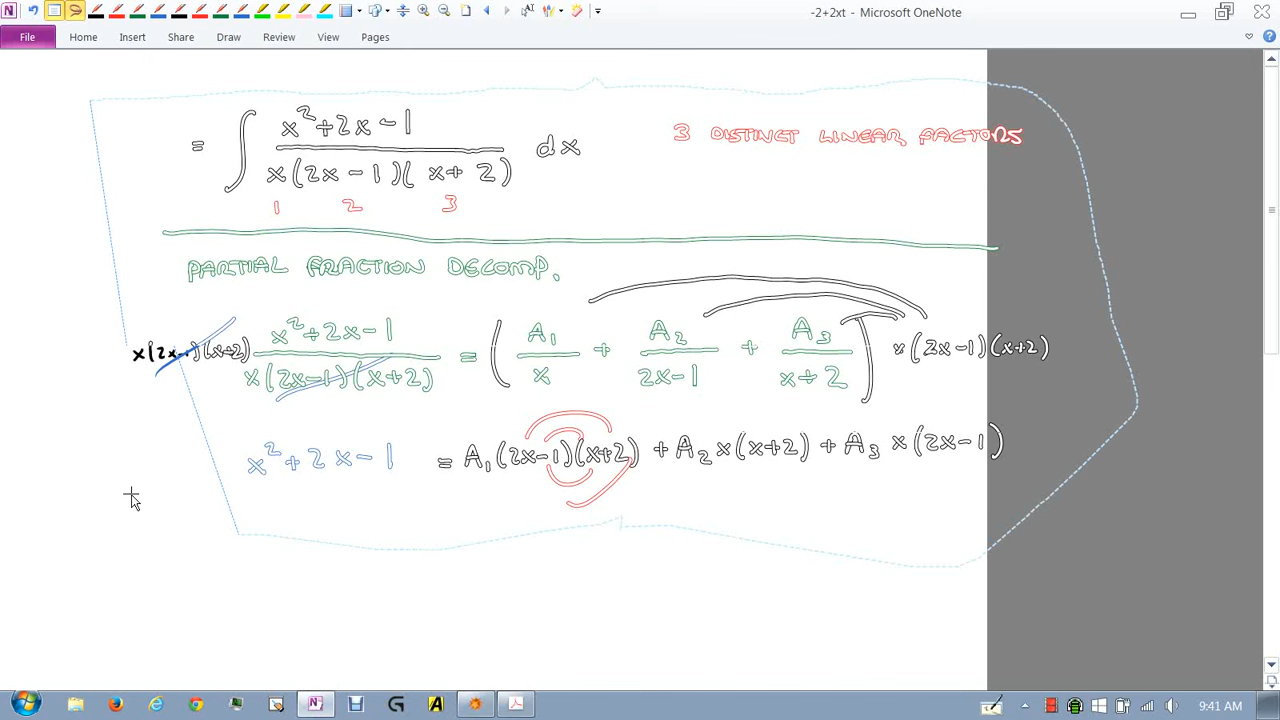 -2+2xt - Microsoft OneNote
File Home Insert Share Draw Review View Pages
= ∫ x²+2x-1 / x(2x-1)(x+2) dx
3 DISTINCT LINEAR FACTORS
1 2 3
PARTIAL FRACTION DECOMP.
x(2x-1)(x+2) x²+2x-1 / x(2x-1)(x+2) = ( A₁/x + A₂/2x-1 + A₃/x+2 ) x(2x-1)(x+2)
x²+2x-1 = A₁(2x-1)(x+2) + A₂x(x+2) + A₃x(2x-1)
9:41 AM